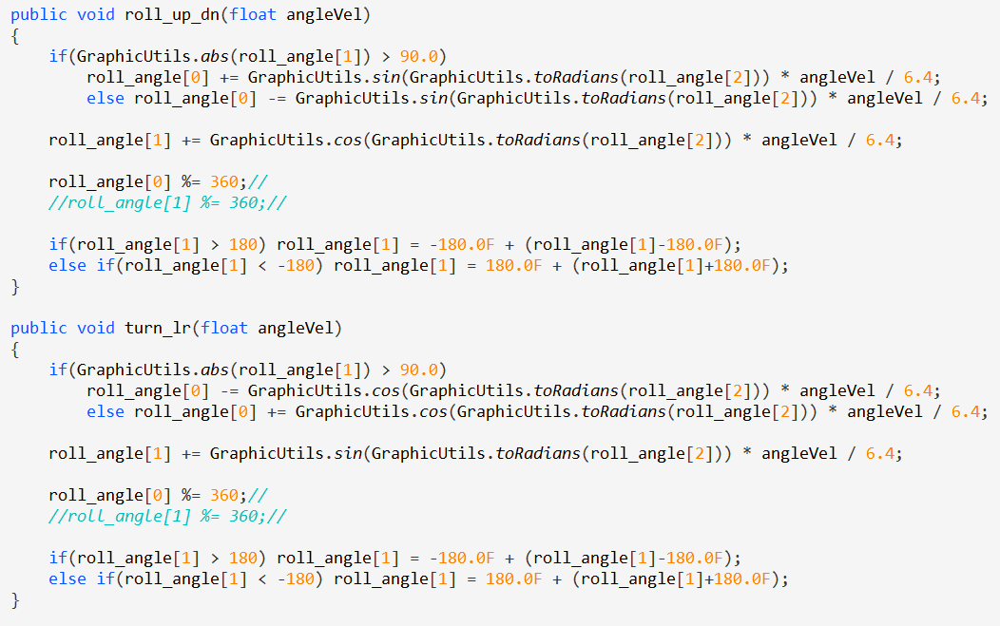 public void roll_up_dn(float angleVel)
{
    if(GraphicUtils.abs(roll_angle[1]) > 90.0)
        roll_angle[0] += GraphicUtils.sin(GraphicUtils.toRadians(roll_angle[2])) * angleVel / 6.4;
        else roll_angle[0] -= GraphicUtils.sin(GraphicUtils.toRadians(roll_angle[2])) * angleVel / 6.4;

    roll_angle[1] += GraphicUtils.cos(GraphicUtils.toRadians(roll_angle[2])) * angleVel / 6.4;

    roll_angle[0] %= 360;//
    //roll_angle[1] %= 360;//

    if(roll_angle[1] > 180) roll_angle[1] = -180.0F + (roll_angle[1]-180.0F);
    else if(roll_angle[1] < -180) roll_angle[1] = 180.0F + (roll_angle[1]+180.0F);
}

public void turn_lr(float angleVel)
{
    if(GraphicUtils.abs(roll_angle[1]) > 90.0)
        roll_angle[0] -= GraphicUtils.cos(GraphicUtils.toRadians(roll_angle[2])) * angleVel / 6.4;
        else roll_angle[0] += GraphicUtils.cos(GraphicUtils.toRadians(roll_angle[2])) * angleVel / 6.4;

    roll_angle[1] += GraphicUtils.sin(GraphicUtils.toRadians(roll_angle[2])) * angleVel / 6.4;

    roll_angle[0] %= 360;//
    //roll_angle[1] %= 360;//

    if(roll_angle[1] > 180) roll_angle[1] = -180.0F + (roll_angle[1]-180.0F);
    else if(roll_angle[1] < -180) roll_angle[1] = 180.0F + (roll_angle[1]+180.0F);
}